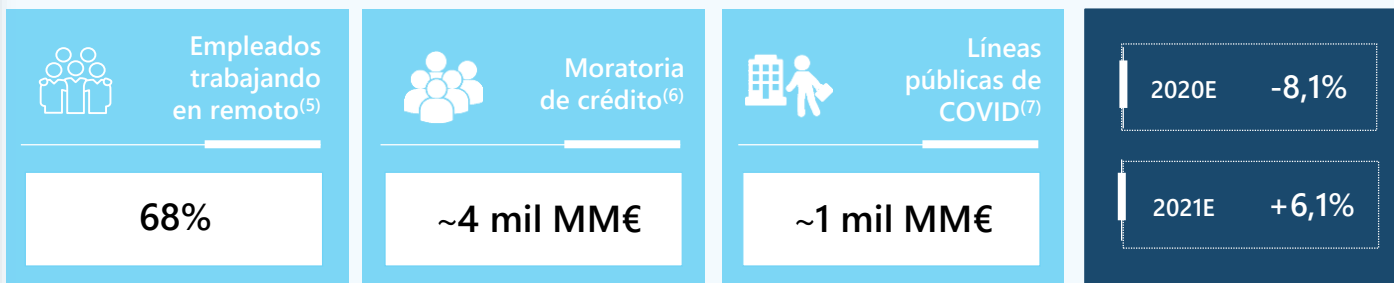 Empleados
trabajando
en remoto(5)
68%
Moratoria
de crédito(6)
~4 mil MM€
Líneas
públicas de
COVID(7)
~1 mil MM€
2020E -8,1%
2021E +6,1%